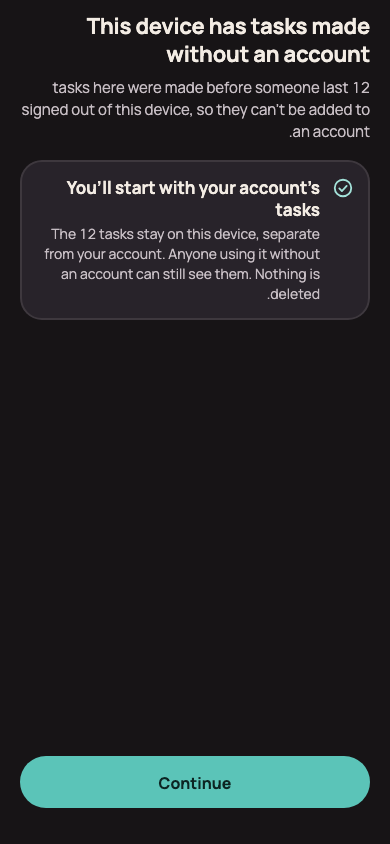 This device has tasks made
without an account
12 tasks here were made before someone last
signed out of this device, so they can't be added to
an account.
You'll start with your account's
tasks
The 12 tasks stay on this device, separate
from your account. Anyone using it without
an account can still see them. Nothing is
deleted.
Continue